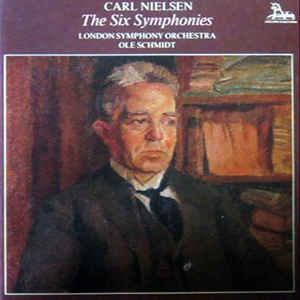 CARL NIELSEN
The Six Symphonies
LONDON SYMPHONY ORCHESTRA
OLE SCHMIDT